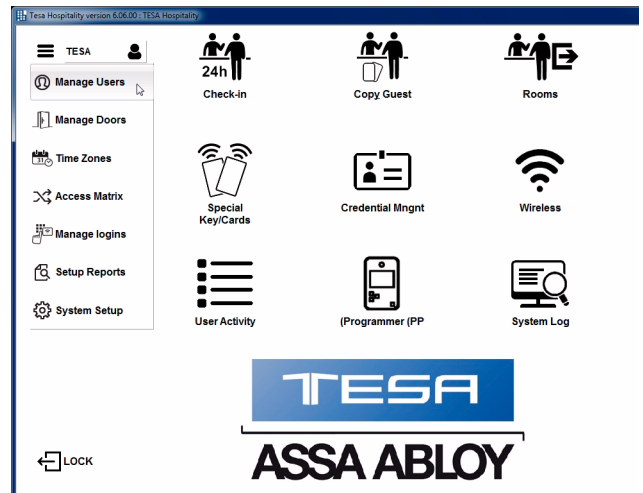 Tesa Hospitality version 6.06.00 : TESA Hospitality
TESA
Manage Users
Manage Doors
31
Time Zones
Access Matrix
Manage logins
Setup Reports
System Setup
24h
Check-in
Copy Guest
Rooms
Special
Key/Cards
Credential Mngnt
Wireless
User Activity
(Programmer (PP
System Log
TESA
ASSA ABLOY
LOCK